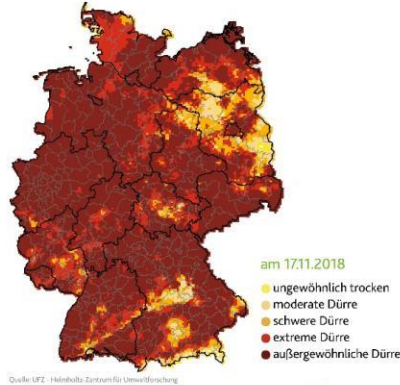 am 17.11.2018
ungewöhnlich trocken
moderate Dürre
schwere Dürre
extreme Dürre
außergewöhnliche Dürre
Quelle: UFZ - Helmholtz-Zentrum für Umweltforschung